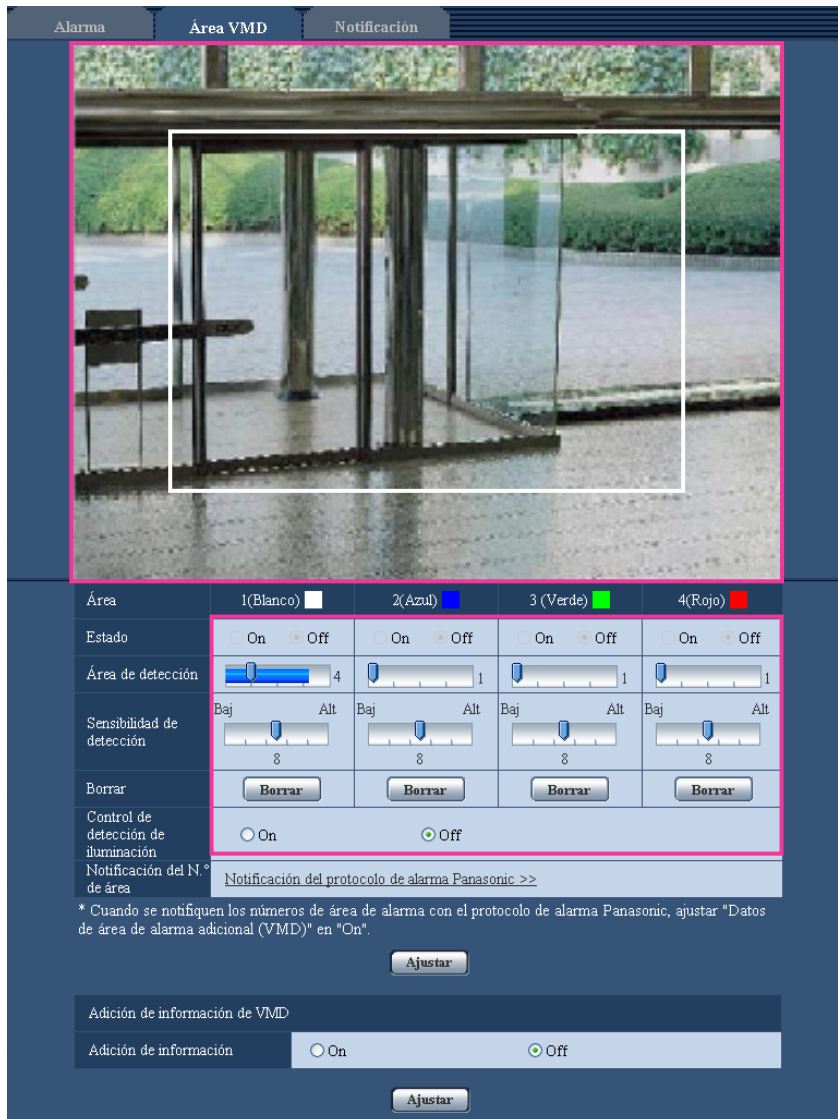 Alarma Área VMD Notificación
Área 1(Blanco) 2(Azul) 3 (Verde) 4(Rojo)
Estado On Off On Off On Off On Off
Área de detección 4 1 1 1
Sensibilidad de detección Baj Alt Baj Alt Baj Alt Baj Alt
8 8 8 8
Borrar Borrar Borrar Borrar Borrar
Control de
detección de
iluminación
On Off
Notificación del N.°
de área
Notificación del protocolo de alarma Panasonic >>
* Cuando se notifiquen los números de área de alarma con el protocolo de alarma Panasonic, ajustar "Datos
de área de alarma adicional (VMD)" en "On".
Ajustar
Adición de información de VMD
Adición de información On Off
Ajustar